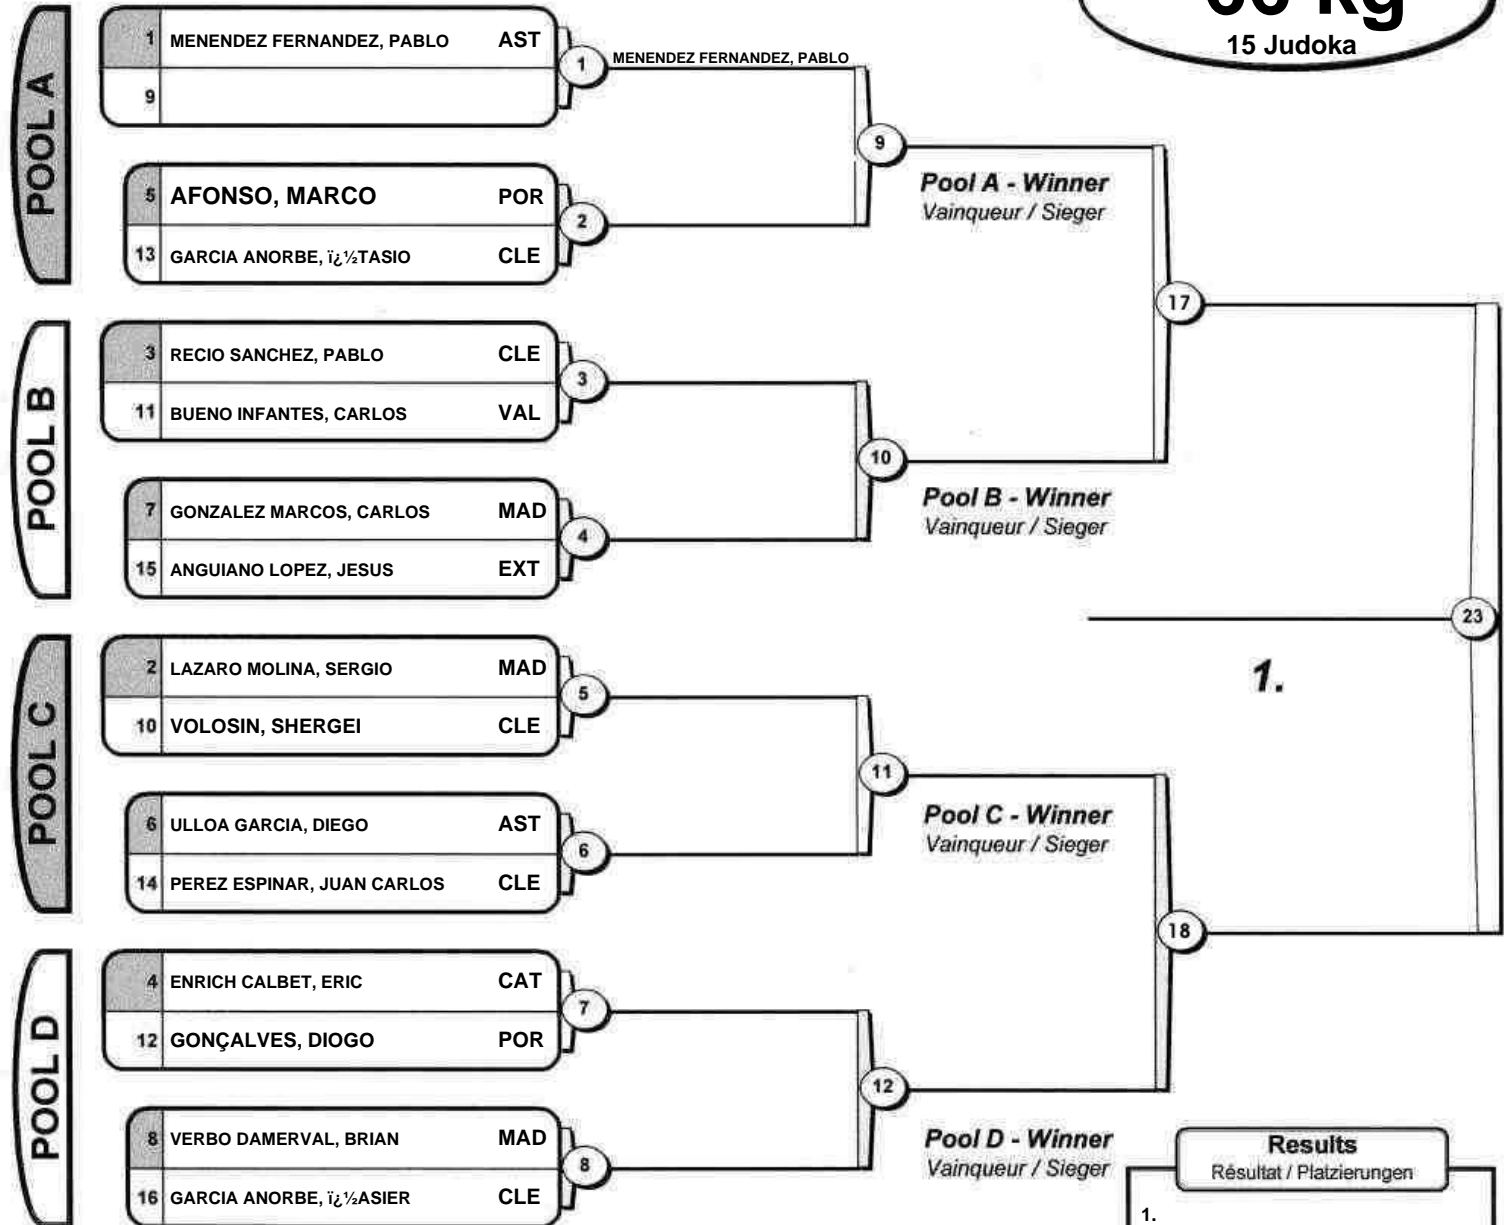 15 Judoka
POOL A
1 MENENDEZ FERNANDEZ, PABLO AST
9
1 MENENDEZ FERNANDEZ, PABLO
5 AFONSO, MARCO POR
13 GARCIA ANORBE, ï¿½TASIO CLE
2
9
Pool A - Winner
Vainqueur / Sieger
POOL B
3 RECIO SANCHEZ, PABLO CLE
11 BUENO INFANTES, CARLOS VAL
3
7 GONZALEZ MARCOS, CARLOS MAD
15 ANGUIANO LOPEZ, JESUS EXT
4
10
Pool B - Winner
Vainqueur / Sieger
17
23
1.
POOL C
2 LAZARO MOLINA, SERGIO MAD
10 VOLOSIN, SHERGEI CLE
5
6 ULLOA GARCIA, DIEGO AST
14 PEREZ ESPINAR, JUAN CARLOS CLE
6
11
Pool C - Winner
Vainqueur / Sieger
18
POOL D
4 ENRICH CALBET, ERIC CAT
12 GONÇALVES, DIOGO POR
7
8 VERBO DAMERVAL, BRIAN MAD
16 GARCIA ANORBE, ï¿½ASIER CLE
8
12
Pool D - Winner
Vainqueur / Sieger
Results
Résultat / Platzierungen
1.